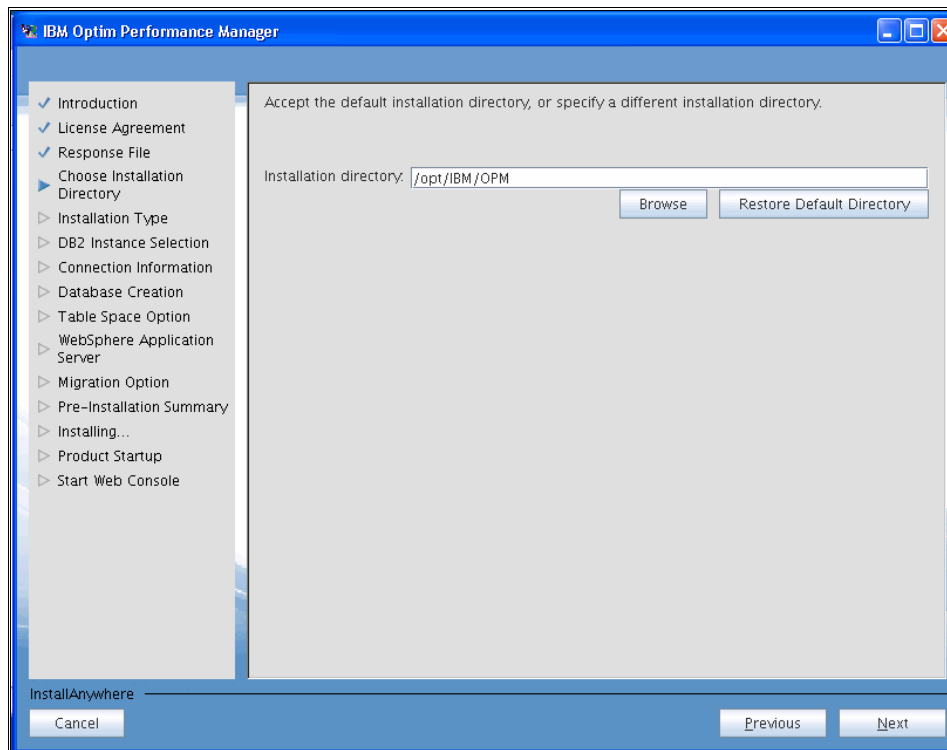 IBM Optim Performance Manager
Introduction
License Agreement
Response File
Choose Installation
Directory
Installation Type
DB2 Instance Selection
Connection Information
Database Creation
Table Space Option
WebSphere Application
Server
Migration Option
Pre-Installation Summary
Installing...
Product Startup
Start Web Console
Accept the default installation directory, or specify a different installation directory.
Installation directory: /opt/IBM/OPM
Browse Restore Default Directory
InstallAnywhere
Cancel Previous Next